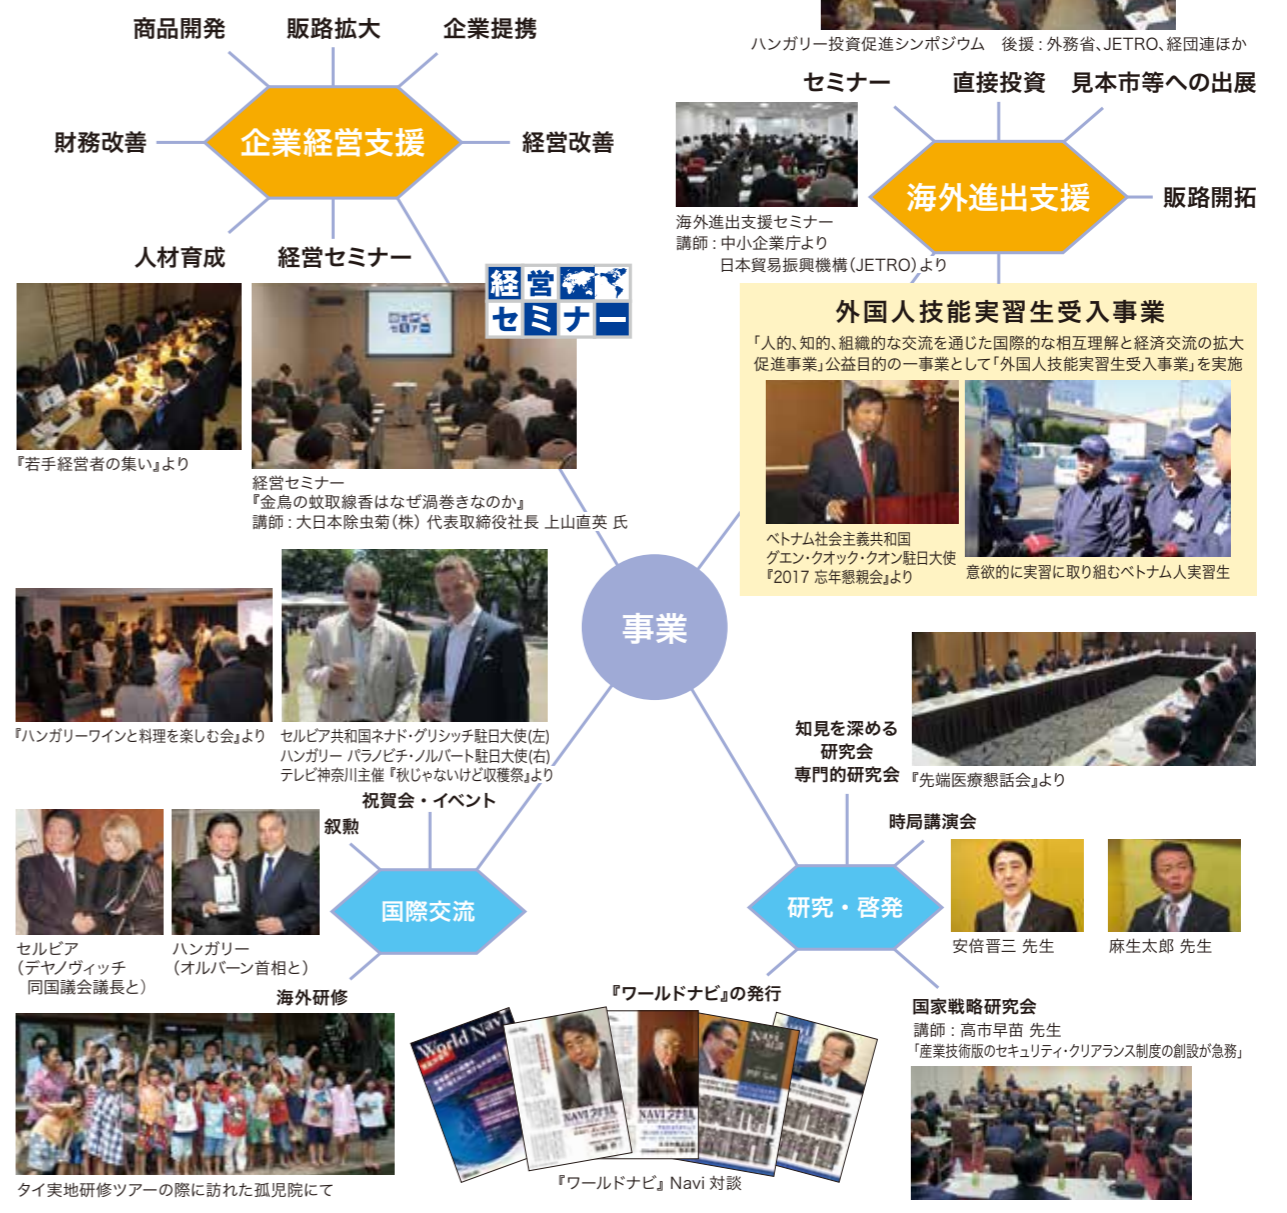 商品開発
販路拡大
企業提携
財務改善
企業経営支援
経営改善
人材育成
経営セミナー
『若手経営者の集い』より
経営
セミナー
経営セミナー
『金鳥の蚊取線香はなぜ渦巻きなのか』
講師：大日本除虫菊（株）代表取締役社長 上山直英 氏
ハンガリー投資促進シンポジウム　後援：外務省、JETRO、経団連ほか
セミナー
直接投資
見本市等への出展
海外進出支援
販路開拓
海外進出支援セミナー
講師：中小企業庁より
日本貿易振興機構（JETRO）より
外国人技能実習生受入事業
「人的、知的、組織的な交流を通じた国際的な相互理解と経済交流の拡大
促進事業」公益目的の一事業として「外国人技能実習生受入事業」を実施
ベトナム社会主義共和国
グエン・クオック・クオン駐日大使
『2017 忘年懇親会』より
意欲的に実習に取り組むベトナム人実習生
事業
『ハンガリーワインと料理を楽しむ会』より
セルビア共和国ネナド・グリシッチ駐日大使(左)
ハンガリー パラノビチ・ノルバート駐日大使(右)
テレビ神奈川主催『秋じゃないけど収穫祭』より
祝賀会・イベント
叙勲
国際交流
セルビア
（デヤノヴィッチ
同国議会議長と）
ハンガリー
（オルバーン首相と）
海外研修
タイ実地研修ツアーの際に訪れた孤児院にて
知見を深める
研究会
専門的研究会
『先端医療懇話会』より
時局講演会
研究・啓発
安倍晋三 先生
麻生太郎 先生
『ワールドナビ』の発行
World Navi
NAVI
NAVI
Navi
Navi
『ワールドナビ』Navi 対談
国家戦略研究会
講師：高市早苗 先生
「産業技術版のセキュリティ・クリアランス制度の創設が急務」